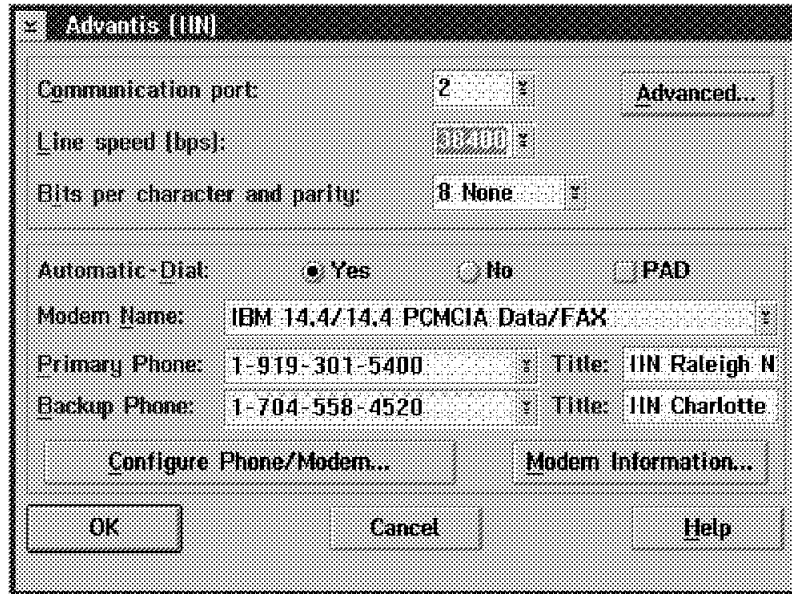 Advantis (IIN)
Communication port: 2 Advanced...
Line speed (bps): 38400
Bits per character and parity: 8 None
Automatic-Dial: Yes No PAD
Modem Name: IBM 14.4/14.4 PCMCIA Data/FAX
Primary Phone: 1-919-301-5400 Title: IIN Raleigh N
Backup Phone: 1-704-558-4520 Title: IIN Charlotte
Configure Phone/Modem... Modem Information...
OK Cancel Help